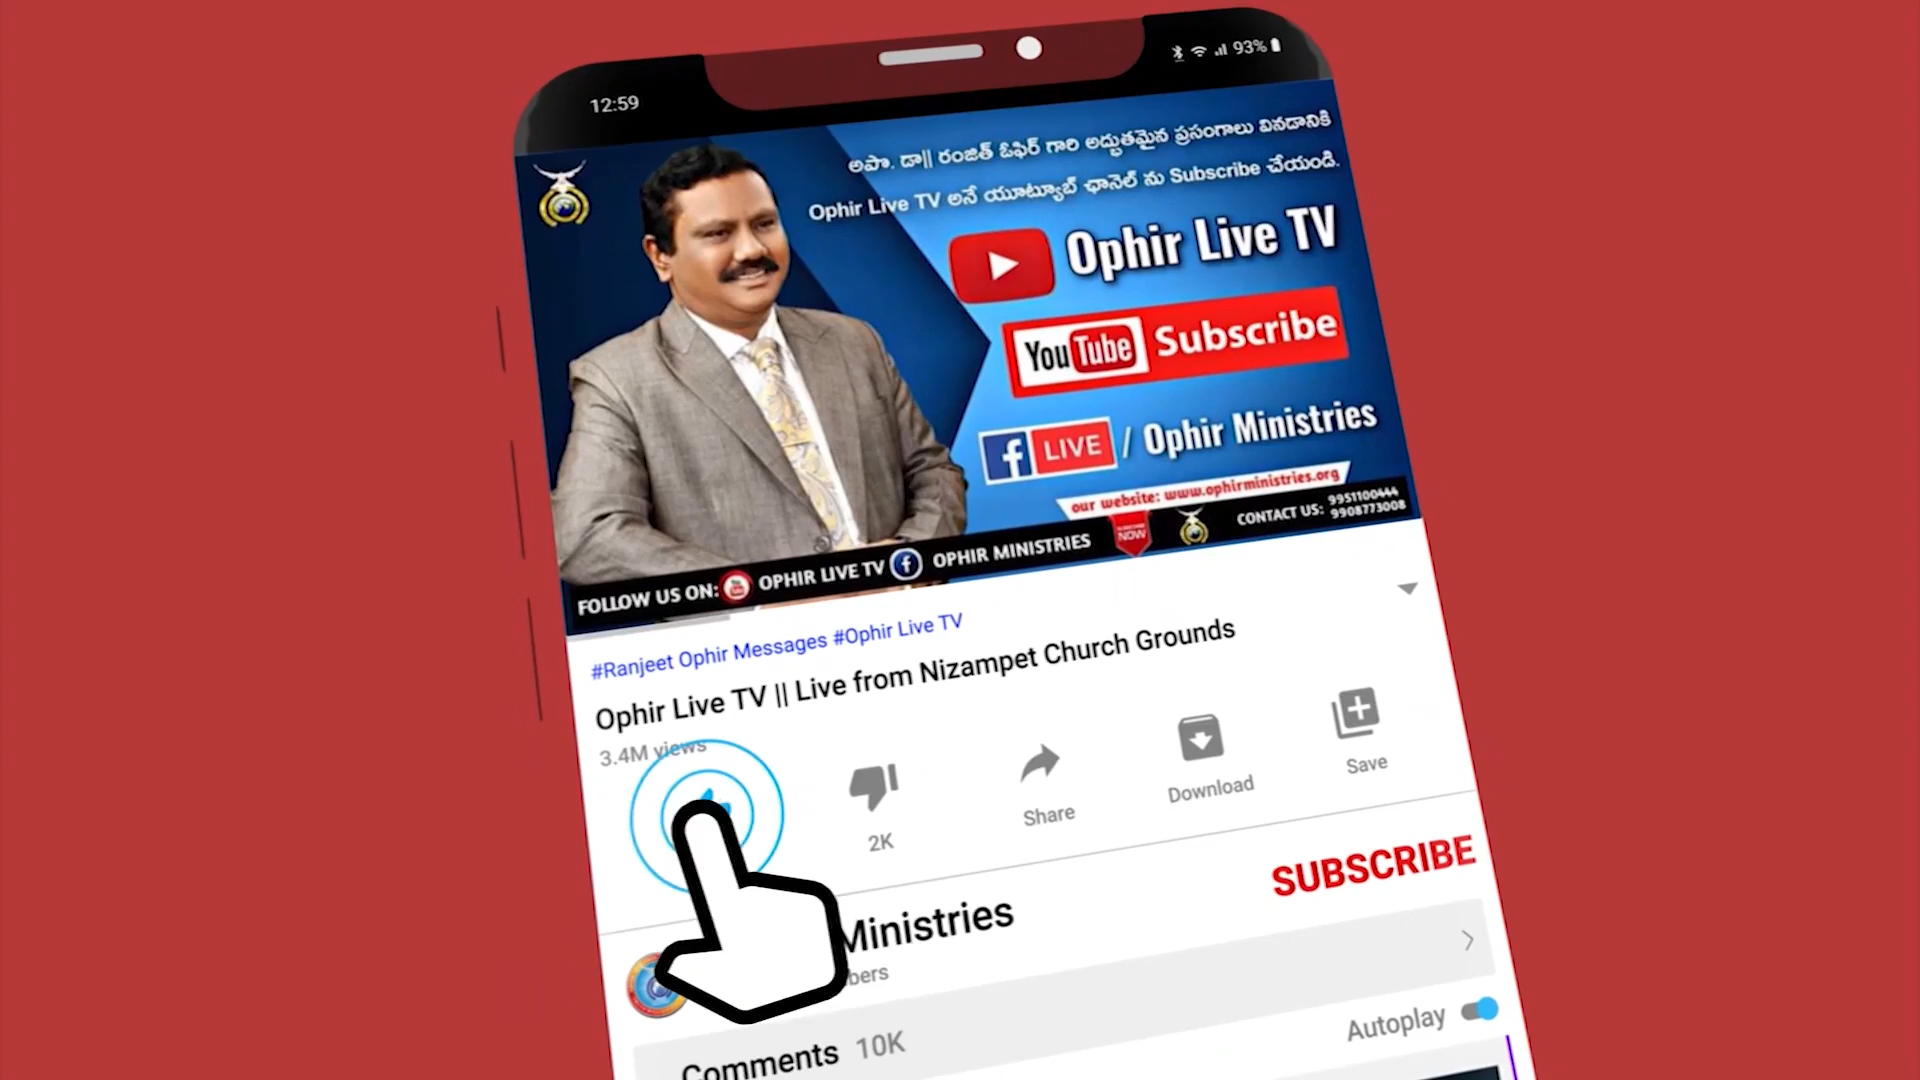 12:59
93%
అపొ. డా|| రంజిత్ ఓఫిర్ గారి అద్భుతమైన ప్రసంగాలు వినడానికి
Ophir Live TV అనే యూట్యూబ్ ఛానెల్ ను Subscribe చేయండి.
Ophir Live TV
YouTube Subscribe
f LIVE / Ophir Ministries
our website: www.ophirministries.org
FOLLOW US ON: OPHIR LIVE TV f OPHIR MINISTRIES
SUBSCRIBE NOW
CONTACT US: 9951100444
9908773008
#Ranjeet Ophir Messages #Ophir Live TV
Ophir Live TV || Live from Nizampet Church Grounds
3.4M views
2K
Share
Download
Save
Ministries
SUBSCRIBE
Comments 10K
Autoplay